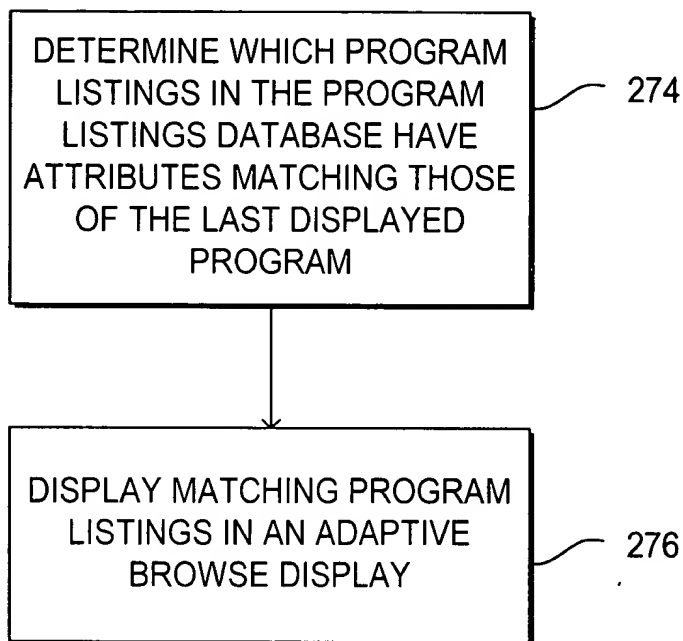 DETERMINE WHICH PROGRAM
LISTINGS IN THE PROGRAM
LISTINGS DATABASE HAVE
ATTRIBUTES MATCHING THOSE
OF THE LAST DISPLAYED
PROGRAM
274
DISPLAY MATCHING PROGRAM
LISTINGS IN AN ADAPTIVE
BROWSE DISPLAY
276